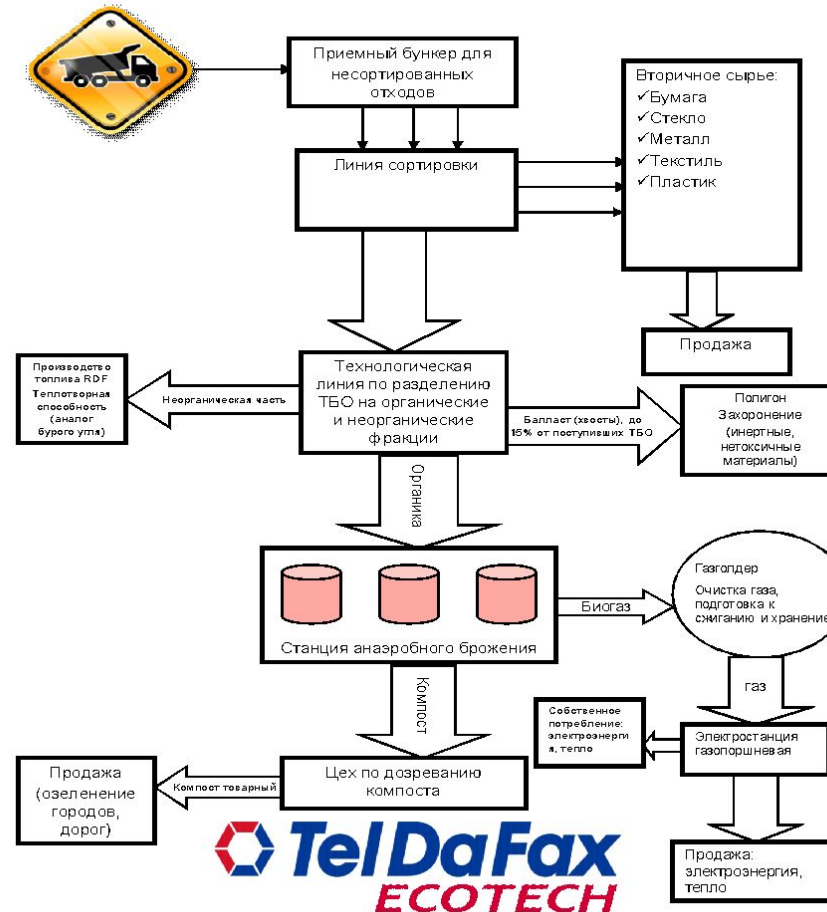 Приемный бункер для
несортированных
отходов
Вторичное сырье:
✓Бумага
✓Стекло
✓Металл
✓Текстиль
✓Пластик
Линия сортировки
Продажа
Производство
топлива RDF
Теплотворная
способность
(аналог
бурого угля)
Неорганическая часть
Технологическая
линия по разделению
ТБО на органические
и неорганические
фракции
Балласт (хвосты), до
15% от поступивших ТБО
Полигон
Захоронение
(инертные,
нетоксичные
материалы)
Органика
Станция анаэробного брожения
Биогаз
Газголдер
Очистка газа,
подготовка к
сжиганию и хранение
газ
Компост
Собственное
потребление:
электроэнерги
я, тепло
Электростанция
газопоршневая
Продажа
(озеленение
городов,
дорог)
Компост товарный
Цех по дозреванию
компоста
Продажа:
электроэнергия,
тепло
TelDaFax
ECOTECH